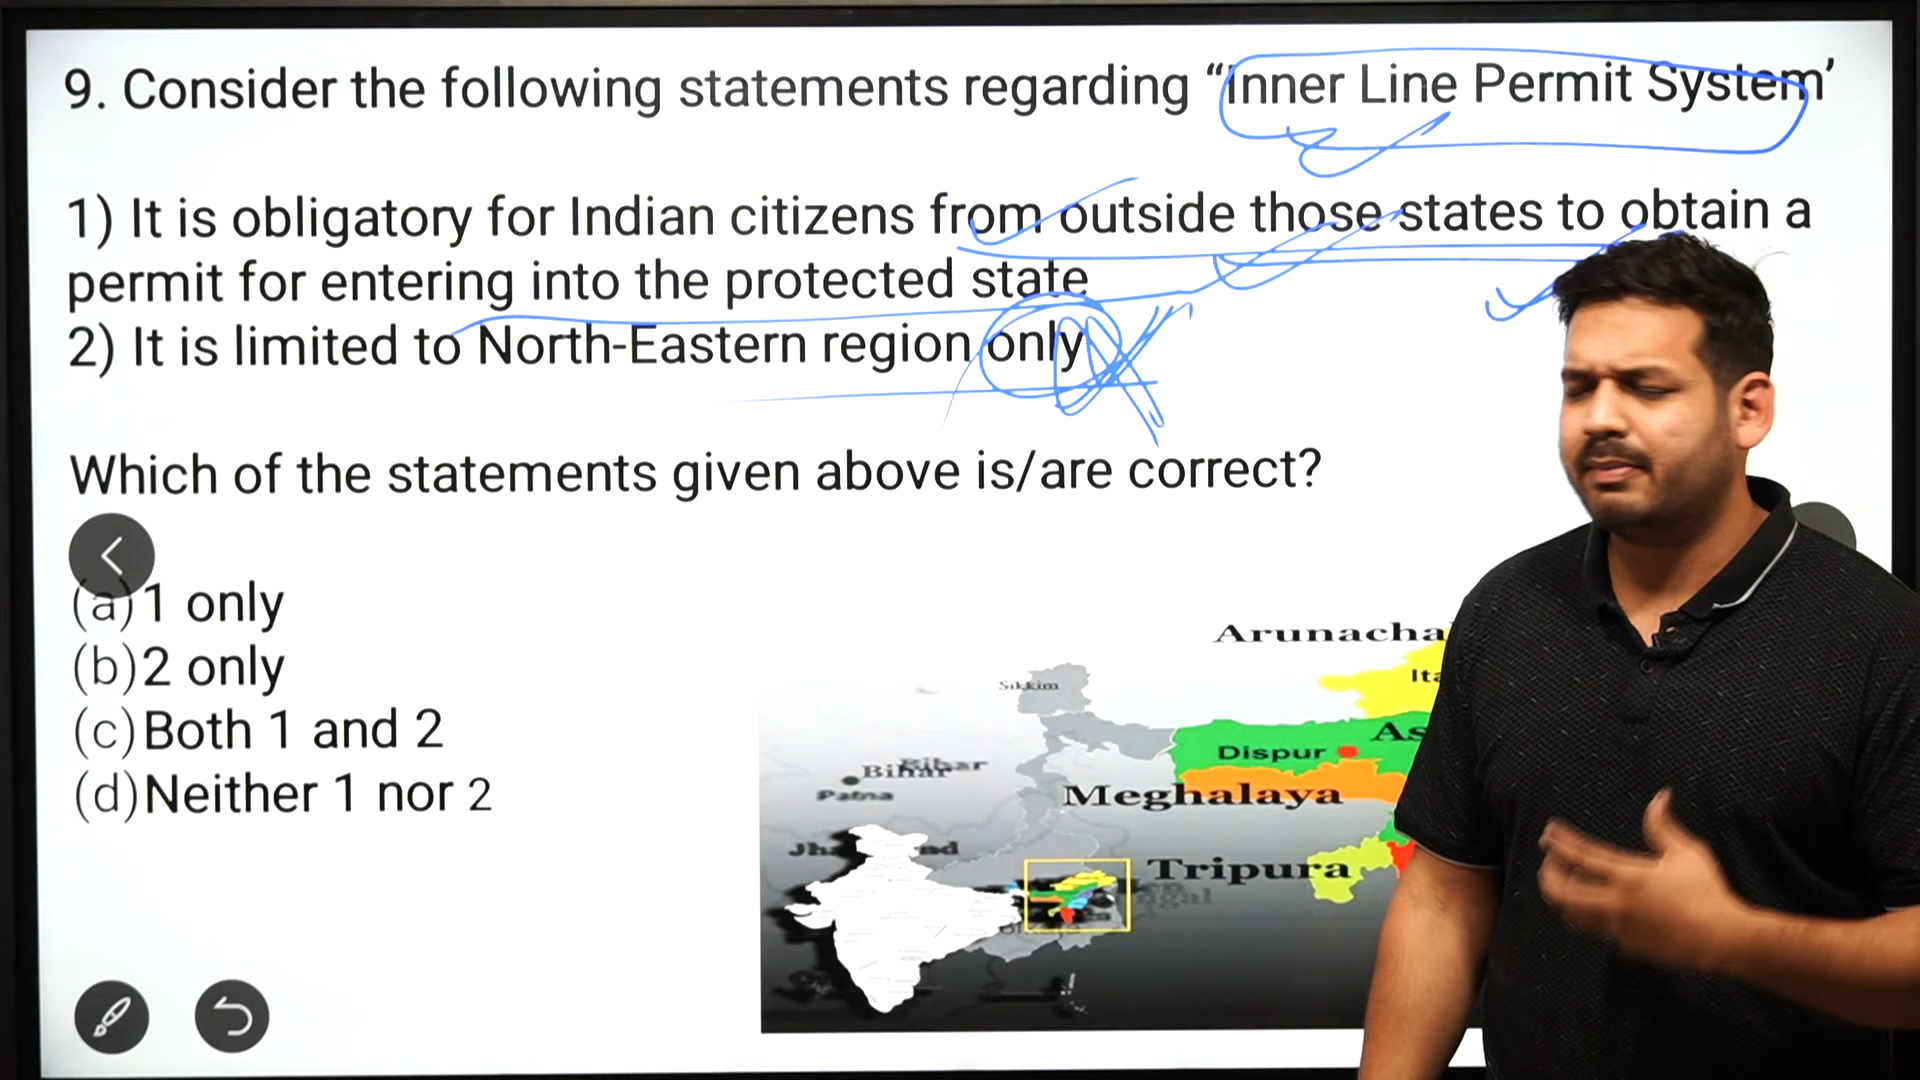 9. Consider the following statements regarding “Inner Line Permit System’
1) It is obligatory for Indian citizens from outside those states to obtain a
permit for entering into the protected state
2) It is limited to North-Eastern region only
Which of the statements given above is/are correct?
(a) 1 only
(b) 2 only
(c) Both 1 and 2
(d) Neither 1 nor 2
Arunacha
Sikkim
Ita
As
Dispur
Bihar
Patna
Meghalaya
Tripura